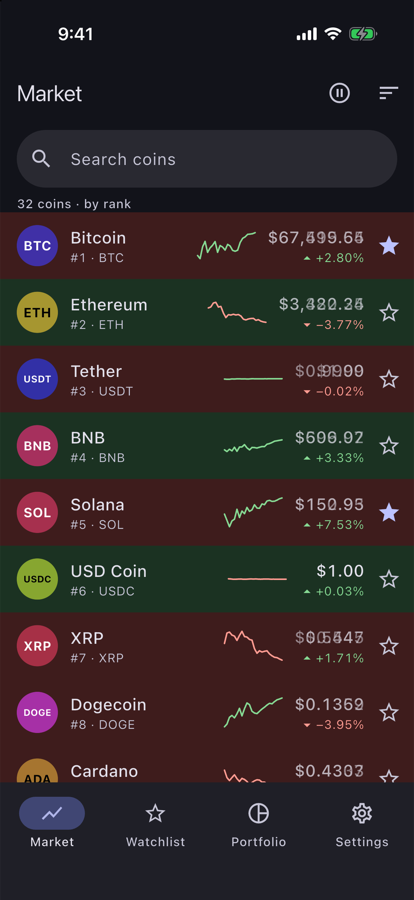 9:41
Market
Search coins
32 coins · by rank
BTC
Bitcoin
#1 · BTC
+2.80%
ETH
Ethereum
#2 · ETH
−3.77%
USDT
Tether
#3 · USDT
−0.02%
BNB
BNB
#4 · BNB
+3.33%
SOL
Solana
#5 · SOL
+7.53%
USDC
USD Coin
$1.00
#6 · USDC
+0.03%
XRP
XRP
#7 · XRP
+1.71%
DOGE
Dogecoin
#8 · DOGE
−3.95%
ADA
Cardano
Market
Watchlist
Portfolio
Settings